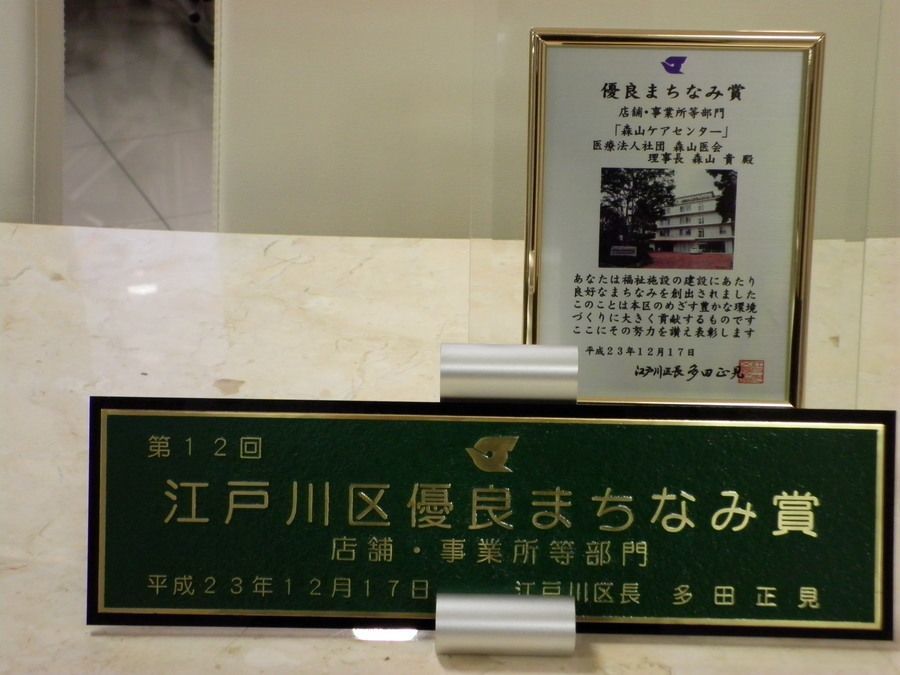 優良まちなみ賞
店舗・事業所等部門
「森山ケアセンター」
医療法人社団 森山医会
理事長 森山 貴 殿
あなたは福祉施設の建設にあたり
良好なまちなみを創出されました
このことは本区のめざす豊かな環境
づくりに大きく貢献するものです
ここにその努力を讃え表彰します
平成23年12月17日
江戸川区長 多田正見
第12回
江戸川区優良まちなみ賞
店舗・事業所等部門
平成23年12月17日 江戸川区長 多田正見